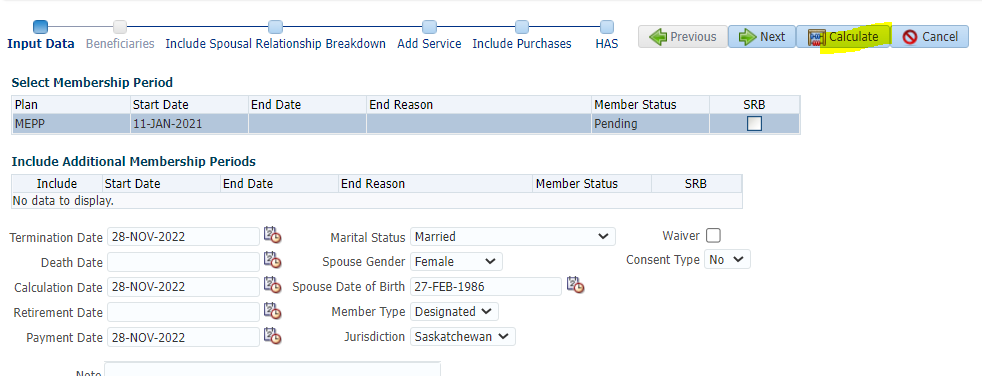 Input Data Beneficiaries Include Spousal Relationship Breakdown Add Service Include Purchases HAS Previous Next Calculate Cancel
Select Membership Period
Plan Start Date End Date End Reason Member Status SRB
MEPP 11-JAN-2021 Pending
Include Additional Membership Periods
Include Start Date End Date End Reason Member Status SRB
No data to display.
Termination Date 28-NOV-2022 Marital Status Married Waiver
Death Date Spouse Gender Female Consent Type No
Calculation Date 28-NOV-2022 Spouse Date of Birth 27-FEB-1986
Retirement Date Member Type Designated
Payment Date 28-NOV-2022 Jurisdiction Saskatchewan
Note